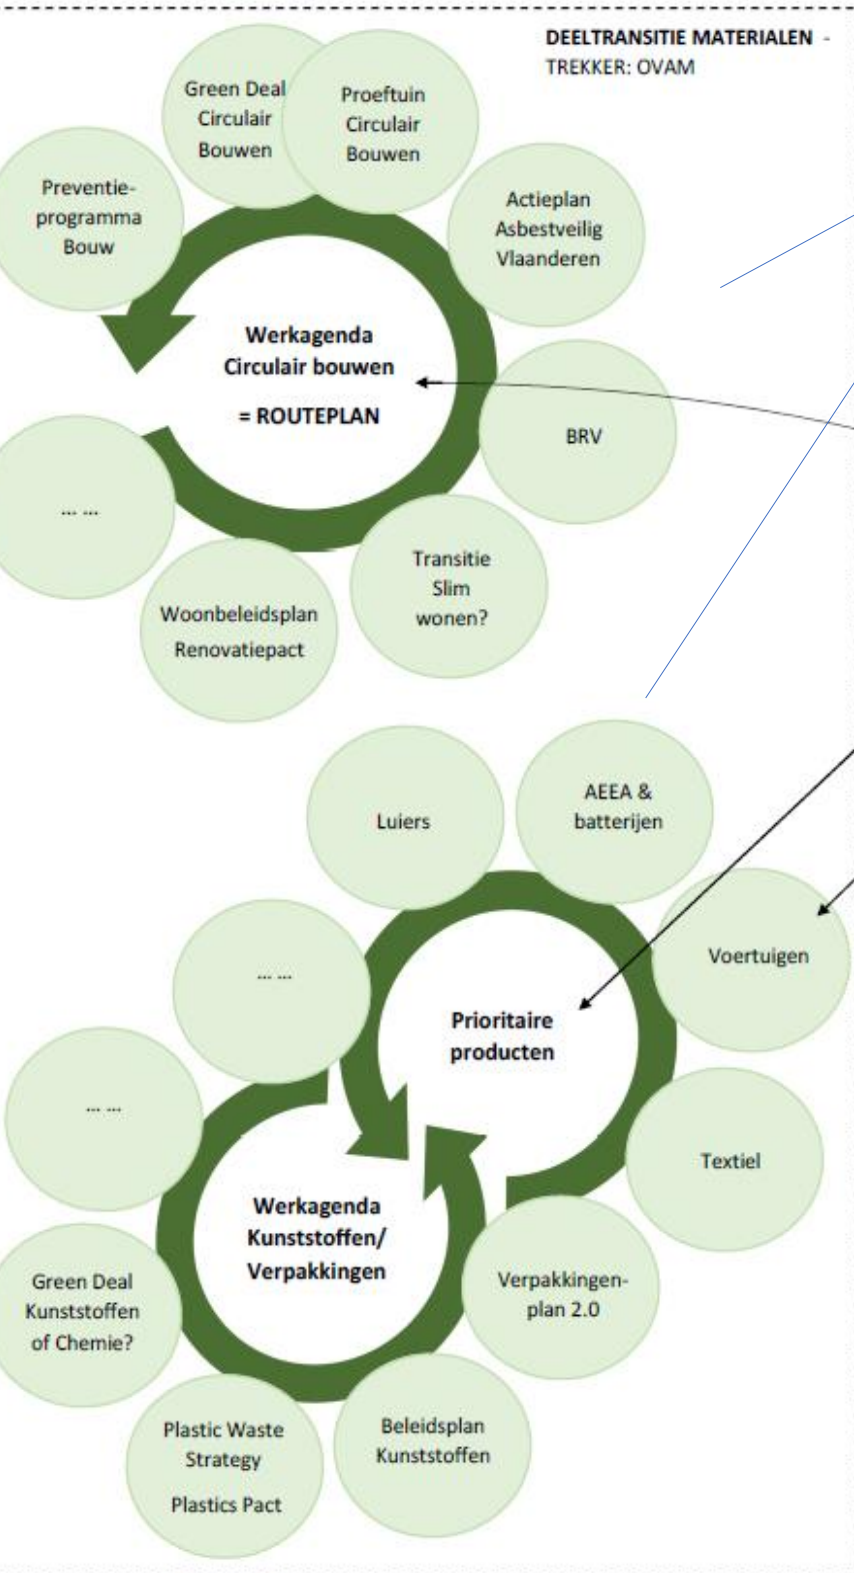 DEELTRANSITIE MATERIALEN -
TREKKER: OVAM
Green Deal
Circulair
Bouwen
Proeftuin
Circulair
Bouwen
Preventie-
programma
Bouw
Actieplan
Asbestveilig
Vlaanderen
Werkagenda
Circulair bouwen
= ROUTEPLAN
BRV
... ...
Transitie
Slim
wonen?
Woonbeleidsplan
Renovatiepact
Luiers
AEEA &
batterijen
Voertuigen
... ...
Prioritaire
producten
... ...
Textiel
Werkagenda
Kunststoffen/
Verpakkingen
Verpakkingen-
plan 2.0
Green Deal
Kunststoffen
of Chemie?
Plastic Waste
Strategy
Plastics Pact
Beleidsplan
Kunststoffen